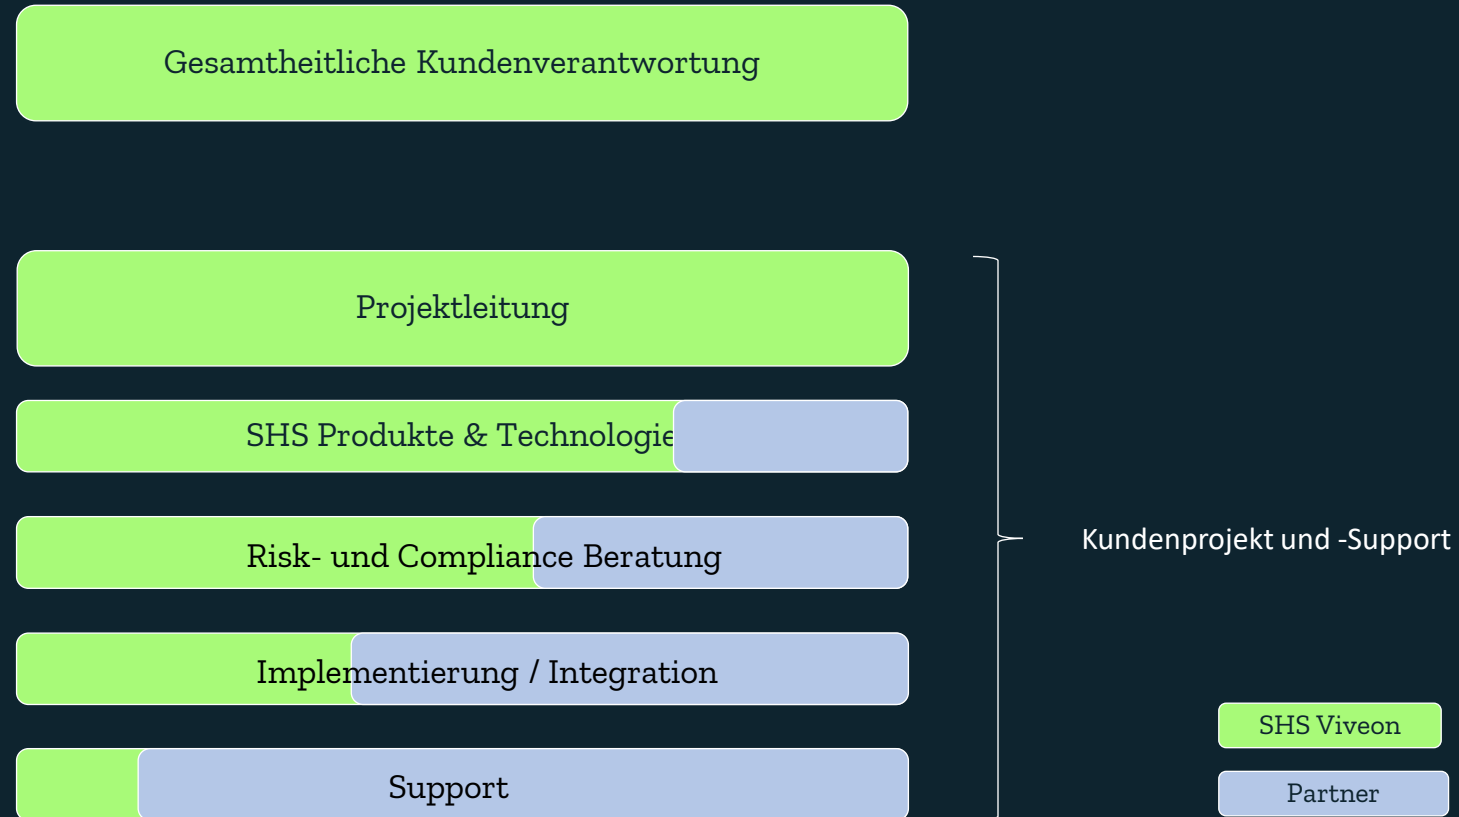 Gesamtheitliche Kundenverantwortung
Projektleitung
SHS Produkte & Technologie
Risk- und Compliance Beratung
Implementierung / Integration
Support
Kundenprojekt und -Support
SHS Viveon
Partner